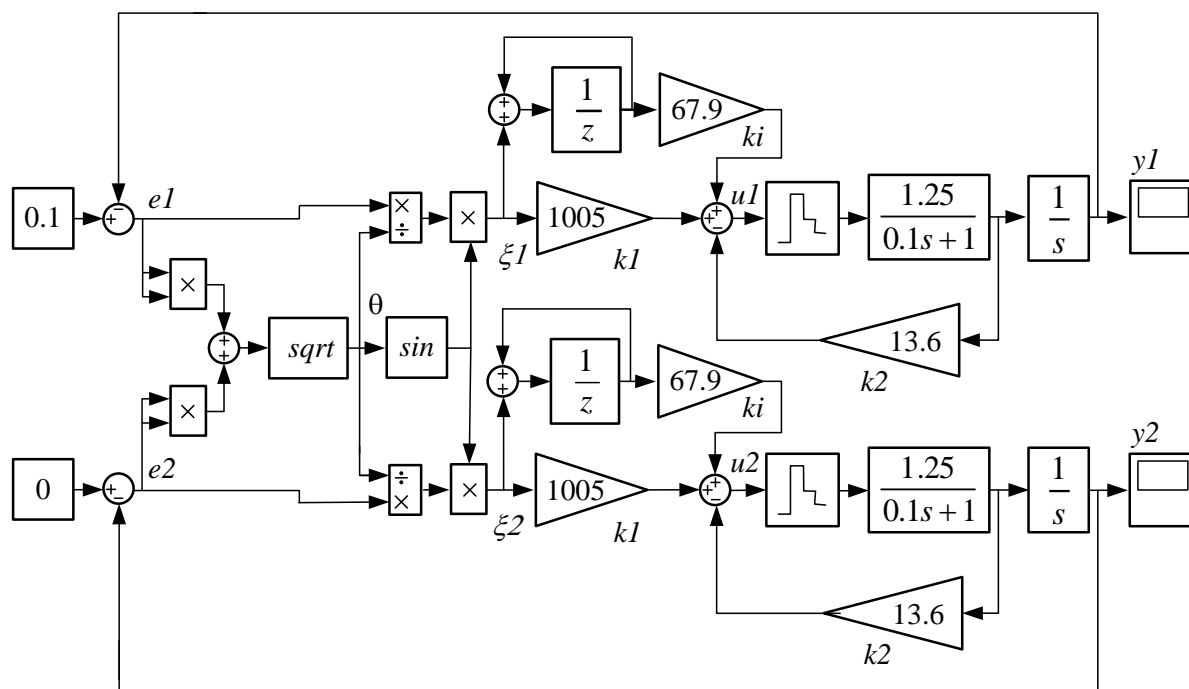 y1
1
z
67.9
ki
0.1
+
−
e1
×
÷
×
ξ1
1005
k1
+
+
−
u1
1.25
0.1s+1
1
s
×
+
+
sqrt
θ
sin
13.6
k2
×
+
+
1
z
67.9
ki
y2
0
+
−
e2
÷
×
×
ξ2
1005
k1
+
+
−
u2
1.25
0.1s+1
1
s
13.6
k2
+
+